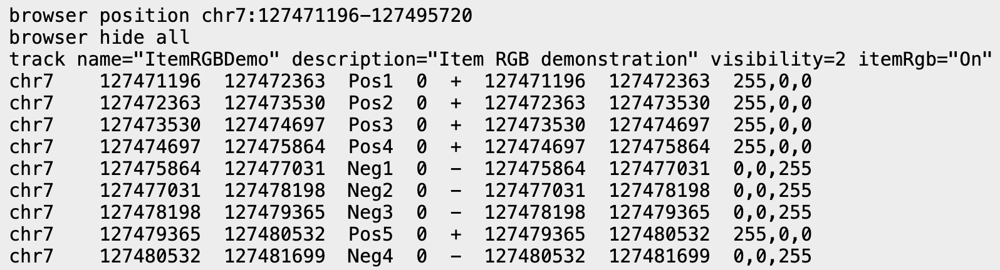 browser position chr7:127471196-127495720
browser hide all
track name="ItemRGBDemo" description="Item RGB demonstration" visibility=2 itemRgb="On"
chr7    127471196  127472363  Pos1  0  +  127471196  127472363  255,0,0
chr7    127472363  127473530  Pos2  0  +  127472363  127473530  255,0,0
chr7    127473530  127474697  Pos3  0  +  127473530  127474697  255,0,0
chr7    127474697  127475864  Pos4  0  +  127474697  127475864  255,0,0
chr7    127475864  127477031  Neg1  0  -  127475864  127477031  0,0,255
chr7    127477031  127478198  Neg2  0  -  127477031  127478198  0,0,255
chr7    127478198  127479365  Neg3  0  -  127478198  127479365  0,0,255
chr7    127479365  127480532  Pos5  0  +  127479365  127480532  255,0,0
chr7    127480532  127481699  Neg4  0  -  127480532  127481699  0,0,255